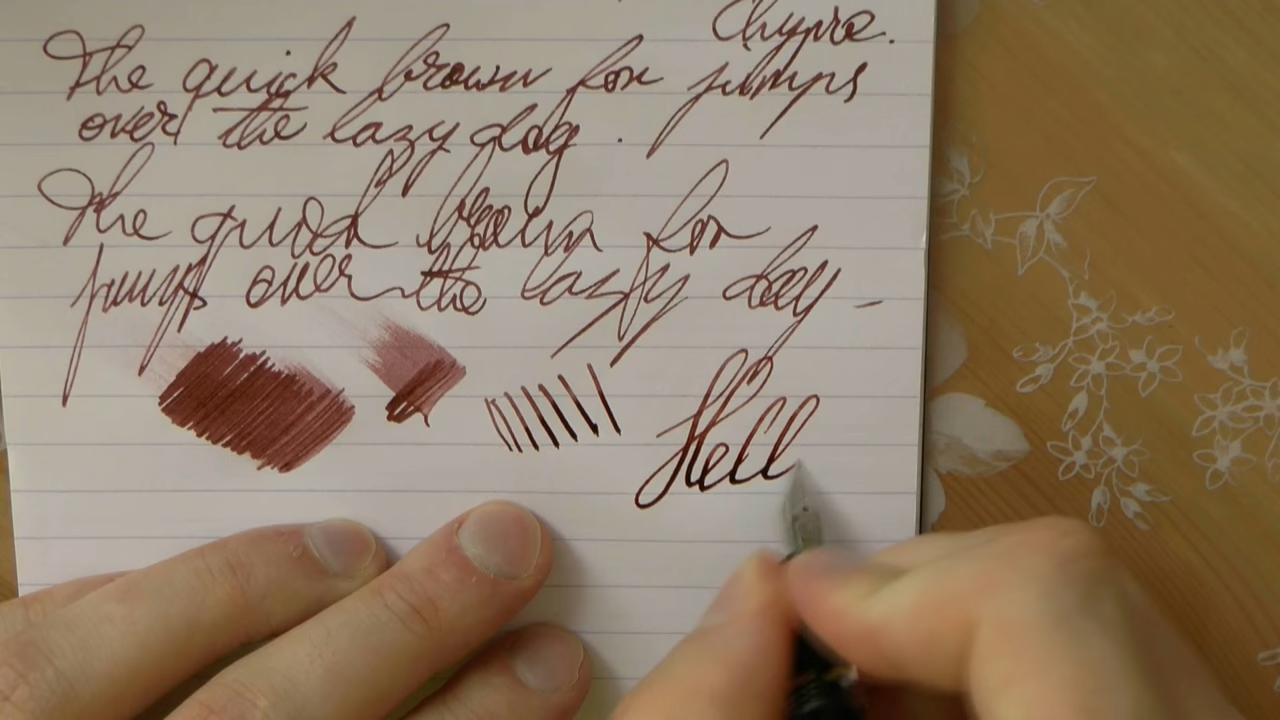 Chypre.
The quick brown fox jumps
over the lazy dog.
The quick brown fox
jumps over the lazy dog -
Hell